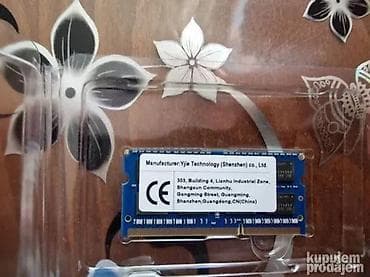 Manufacturer:Yjie Technology (Shenzhen) co., Ltd.
303, Building 4, Lianhu Industrial Zone,
Shangcun Community,
Gongming Street, Guangming,
Shenzhen,Guangdong,CN(China)
CE
kupujem
prodajem